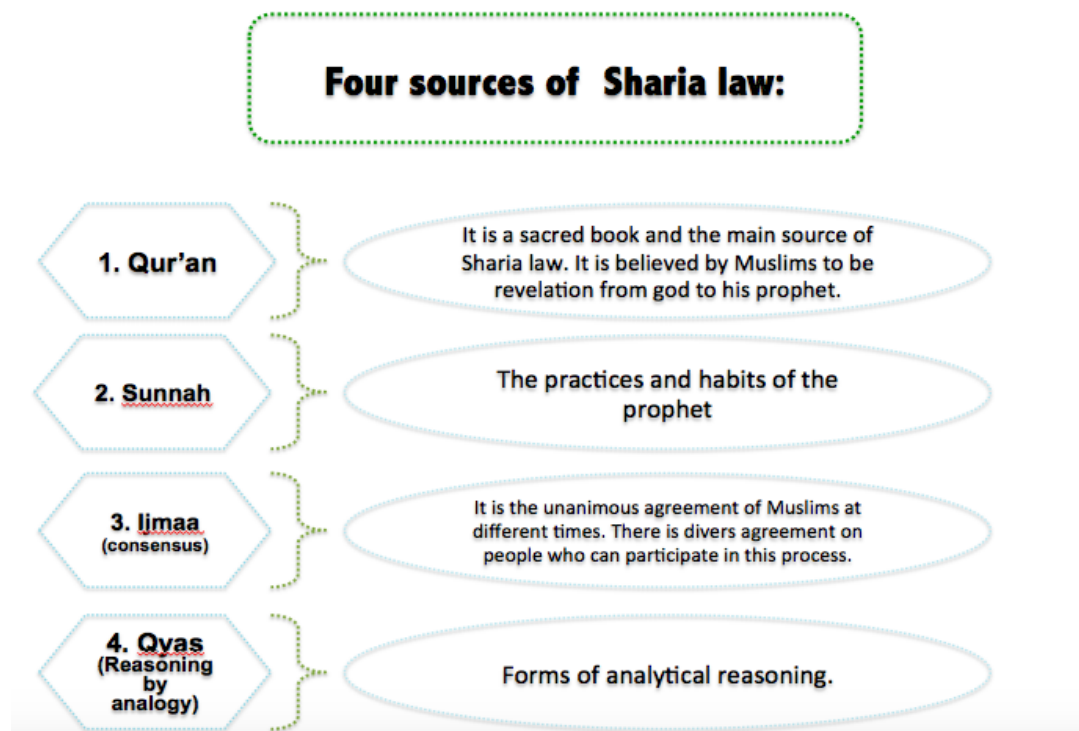 Four sources of Sharia law:
1. Qur’an
It is a sacred book and the main source of
Sharia law. It is believed by Muslims to be
revelation from god to his prophet.
2. Sunnah
The practices and habits of the
prophet
3. Ijmaa
(consensus)
It is the unanimous agreement of Muslims at
different times. There is divers agreement on
people who can participate in this process.
4. Qyas
(Reasoning
by
analogy)
Forms of analytical reasoning.